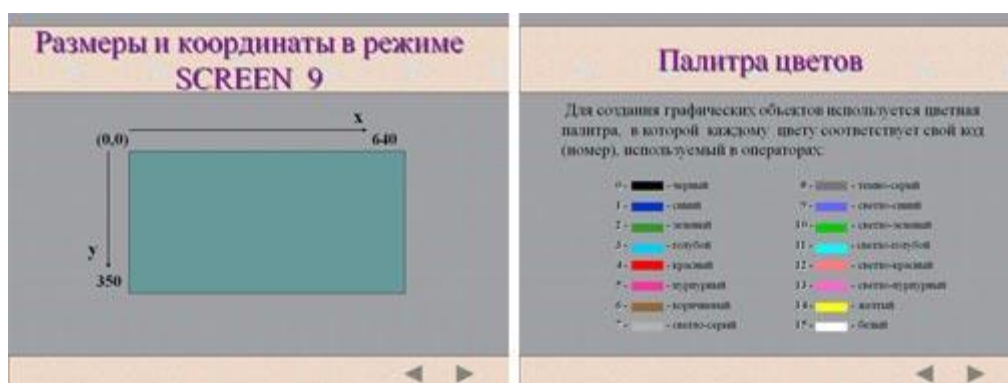 Размеры и координаты в режиме
SCREEN 9
x
(0,0)
640
y
350
Палитра цветов
Для создания графических объектов используется цветная
палитра, в которой каждому цвету соответствует свой код
(номер), используемый в операторах:
0 - - черный
1 - - синий
2 - - зеленый
3 - - голубой
4 - - красный
5 - - пурпурный
6 - - коричневый
7 - - светло-серый
8 - - темно-серый
9 - - светло-синий
10 - - светло-зеленый
11 - - светло-голубой
12 - - светло-красный
13 - - светло-пурпурный
14 - - желтый
15 - - белый